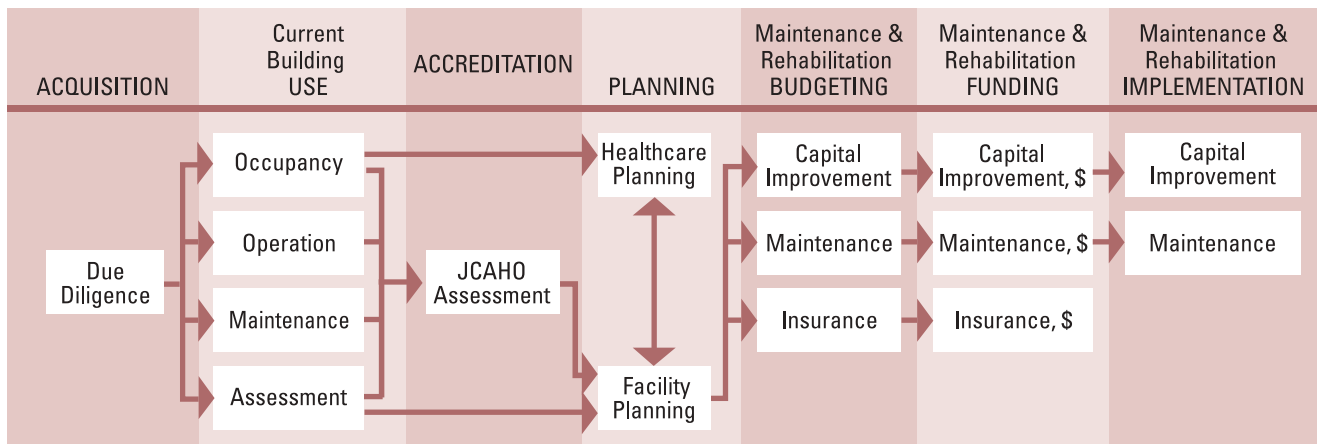 ACQUISITION
Current
Building
USE
ACCREDITATION
PLANNING
Maintenance &
Rehabilitation
BUDGETING
Maintenance &
Rehabilitation
FUNDING
Maintenance &
Rehabilitation
IMPLEMENTATION
Due
Diligence
Occupancy
Operation
Maintenance
Assessment
JCAHO
Assessment
Healthcare
Planning
Facility
Planning
Capital
Improvement
Maintenance
Insurance
Capital
Improvement, $
Maintenance, $
Insurance, $
Capital
Improvement
Maintenance